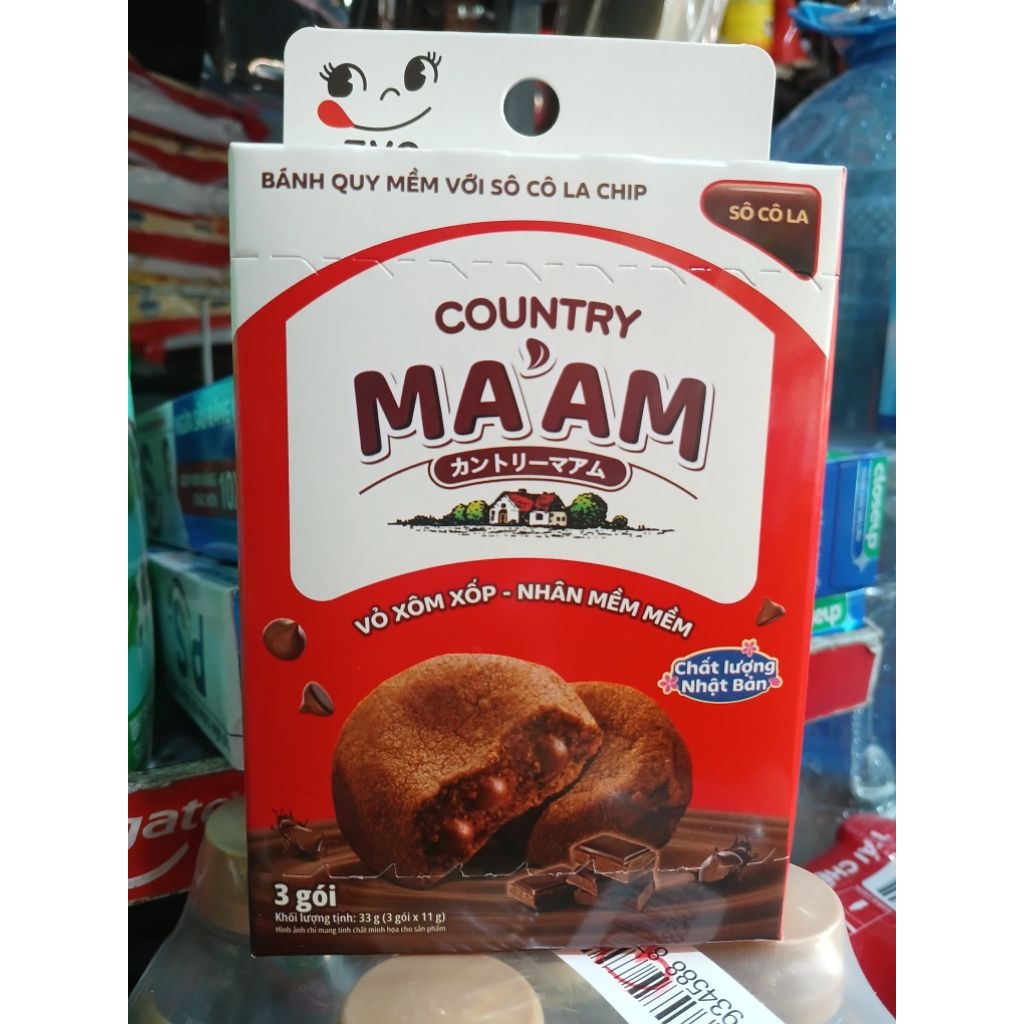 BÁNH QUY MỀM VỚI SÔ CÔ LA CHIP
SÔ CÔ LA
COUNTRY
MA'AM
カントリーマアム
VỎ XÔM XỐP - NHÂN MỀM MỀM
Chất lượng
Nhật Bản
3 gói
Khối lượng tịnh: 33 g (3 gói x 11 g)
Hình ảnh chỉ mang tính chất minh họa cho sản phẩm
closeup
PS